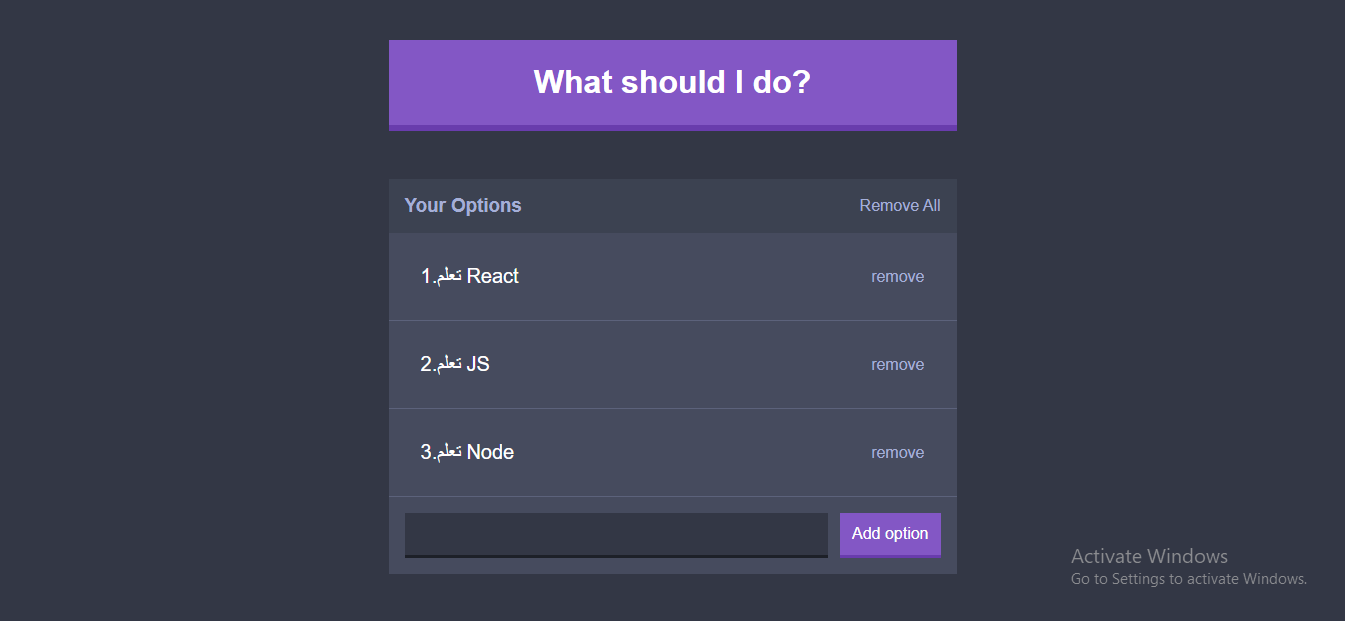 What should I do?
Your Options Remove All
1.تعلم React remove
2.تعلم JS remove
3.تعلم Node remove
Add option
Activate Windows
Go to Settings to activate Windows.